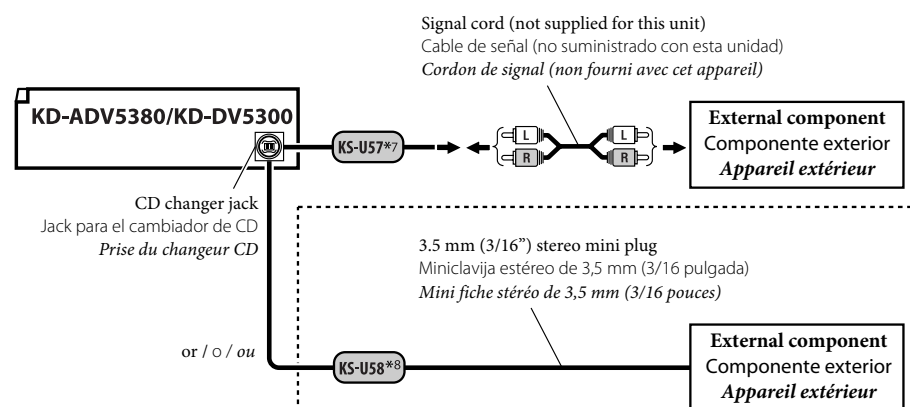 Signal cord (not supplied for this unit)
Cable de señal (no suministrado con esta unidad)
Cordon de signal (non fourni avec cet appareil)
KD-ADV5380/KD-DV5300
KS-U57*7
L
R
L
R
External component
Componente exterior
Appareil extérieur
CD changer jack
Jack para el cambiador de CD
Prise du changeur CD
3.5 mm (3/16”) stereo mini plug
Miniclavija estéreo de 3,5 mm (3/16 pulgada)
Mini fiche stéréo de 3,5 mm (3/16 pouces)
or / o / ou
KS-U58*8
External component
Componente exterior
Appareil extérieur